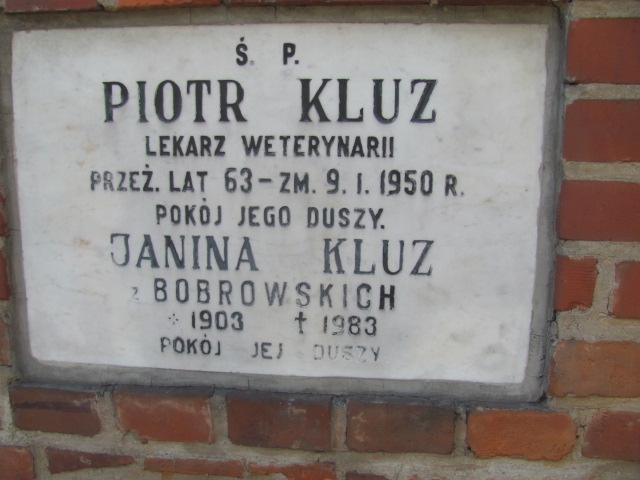 Ś. P.
PIOTR KLUZ
LEKARZ WETERYNARII
PRZEŻ. LAT 63 – ZM. 9. I. 1950 R.
POKÓJ JEGO DUSZY.
JANINA KLUZ
z BOBROWSKICH
* 1903 † 1983
POKÓJ JEJ DUSZY